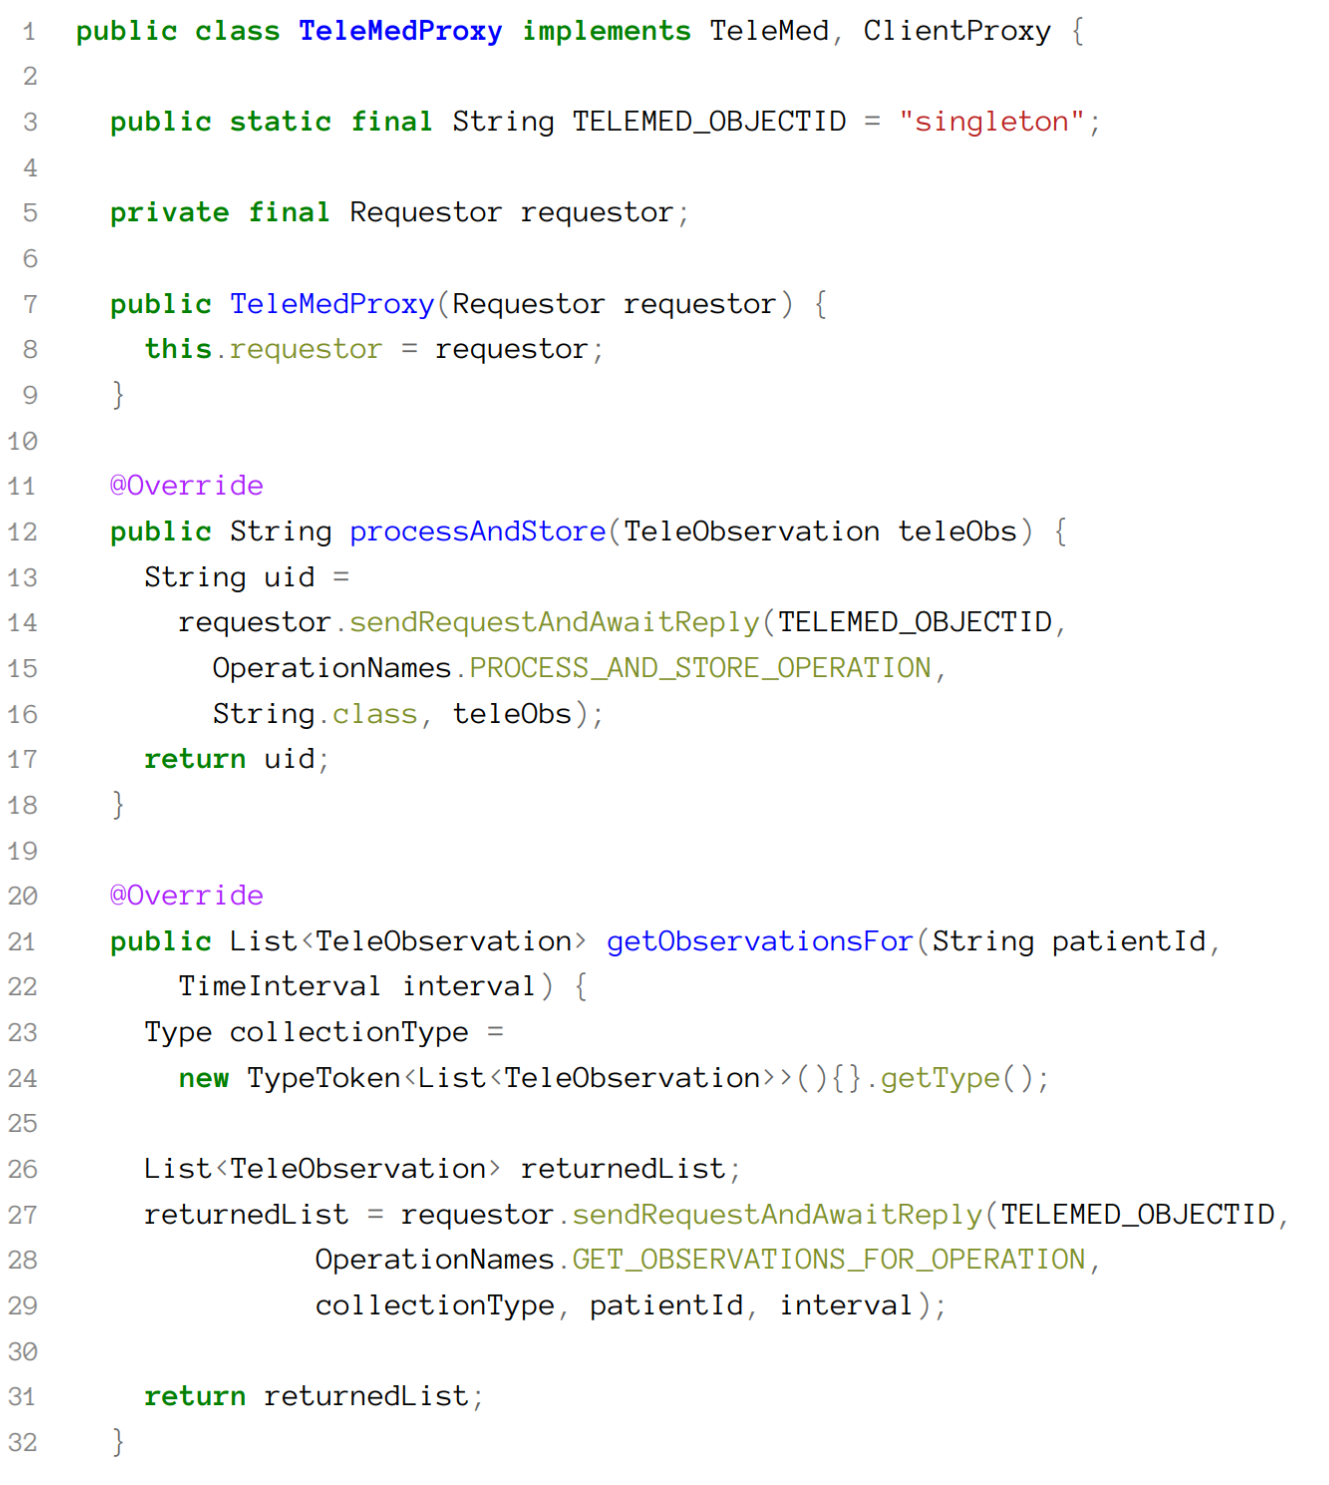 1 public class TeleMedProxy implements TeleMed, ClientProxy {
2
3 public static final String TELEMED_OBJECTID = "singleton";
4
5 private final Requestor requestor;
6
7 public TeleMedProxy(Requestor requestor) {
8 this.requestor = requestor;
9 }
10
11 @Override
12 public String processAndStore(TeleObservation teleObs) {
13 String uid =
14 requestor.sendRequestAndAwaitReply(TELEMED_OBJECTID,
15 OperationNames.PROCESS_AND_STORE_OPERATION,
16 String.class, teleObs);
17 return uid;
18 }
19
20 @Override
21 public List<TeleObservation> getObservationsFor(String patientId,
22 TimeInterval interval) {
23 Type collectionType =
24 new TypeToken<List<TeleObservation>>(){}.getType();
25
26 List<TeleObservation> returnedList;
27 returnedList = requestor.sendRequestAndAwaitReply(TELEMED_OBJECTID,
28 OperationNames.GET_OBSERVATIONS_FOR_OPERATION,
29 collectionType, patientId, interval);
30
31 return returnedList;
32 }